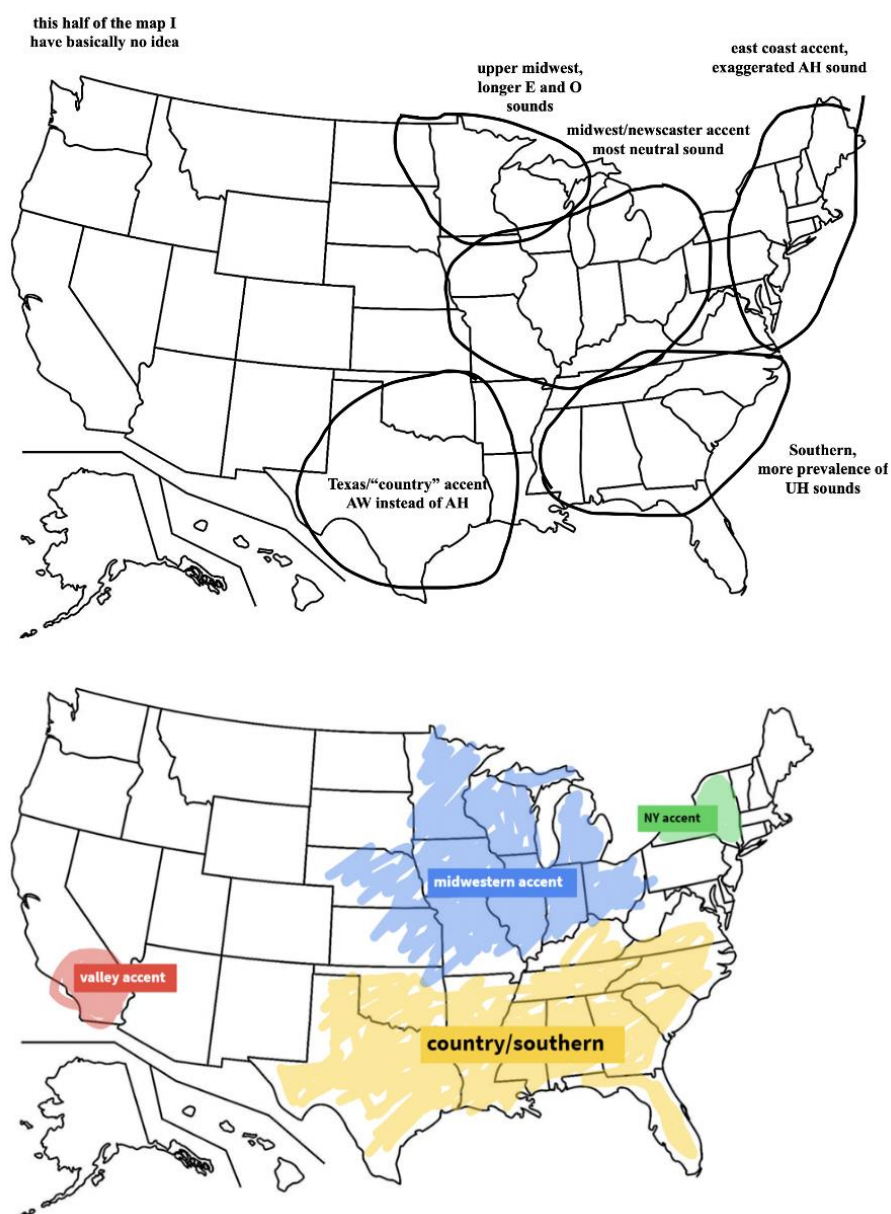 this half of the map I
have basically no idea
upper midwest,
longer E and O
sounds
east coast accent,
exaggerated AH sound
midwest/newscaster accent
most neutral sound
Texas/“country” accent
AW instead of AH
Southern,
more prevalence of
UH sounds
NY accent
midwestern accent
valley accent
country/southern